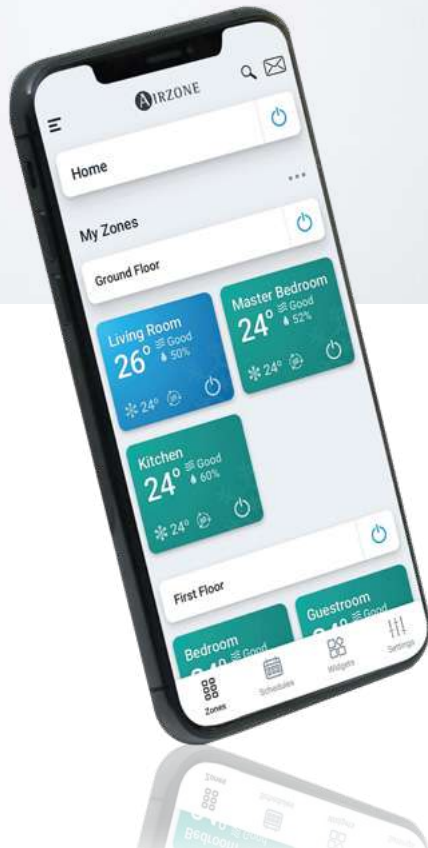 AIRZONE
Home
My Zones
Ground Floor
Living Room
26° Good
50%
24°
Master Bedroom
24° Good
52%
24°
Kitchen
24° Good
60%
24°
First Floor
Bedroom
Good
Guestroom
Good
Zones
Schedules
Widgets
Settings